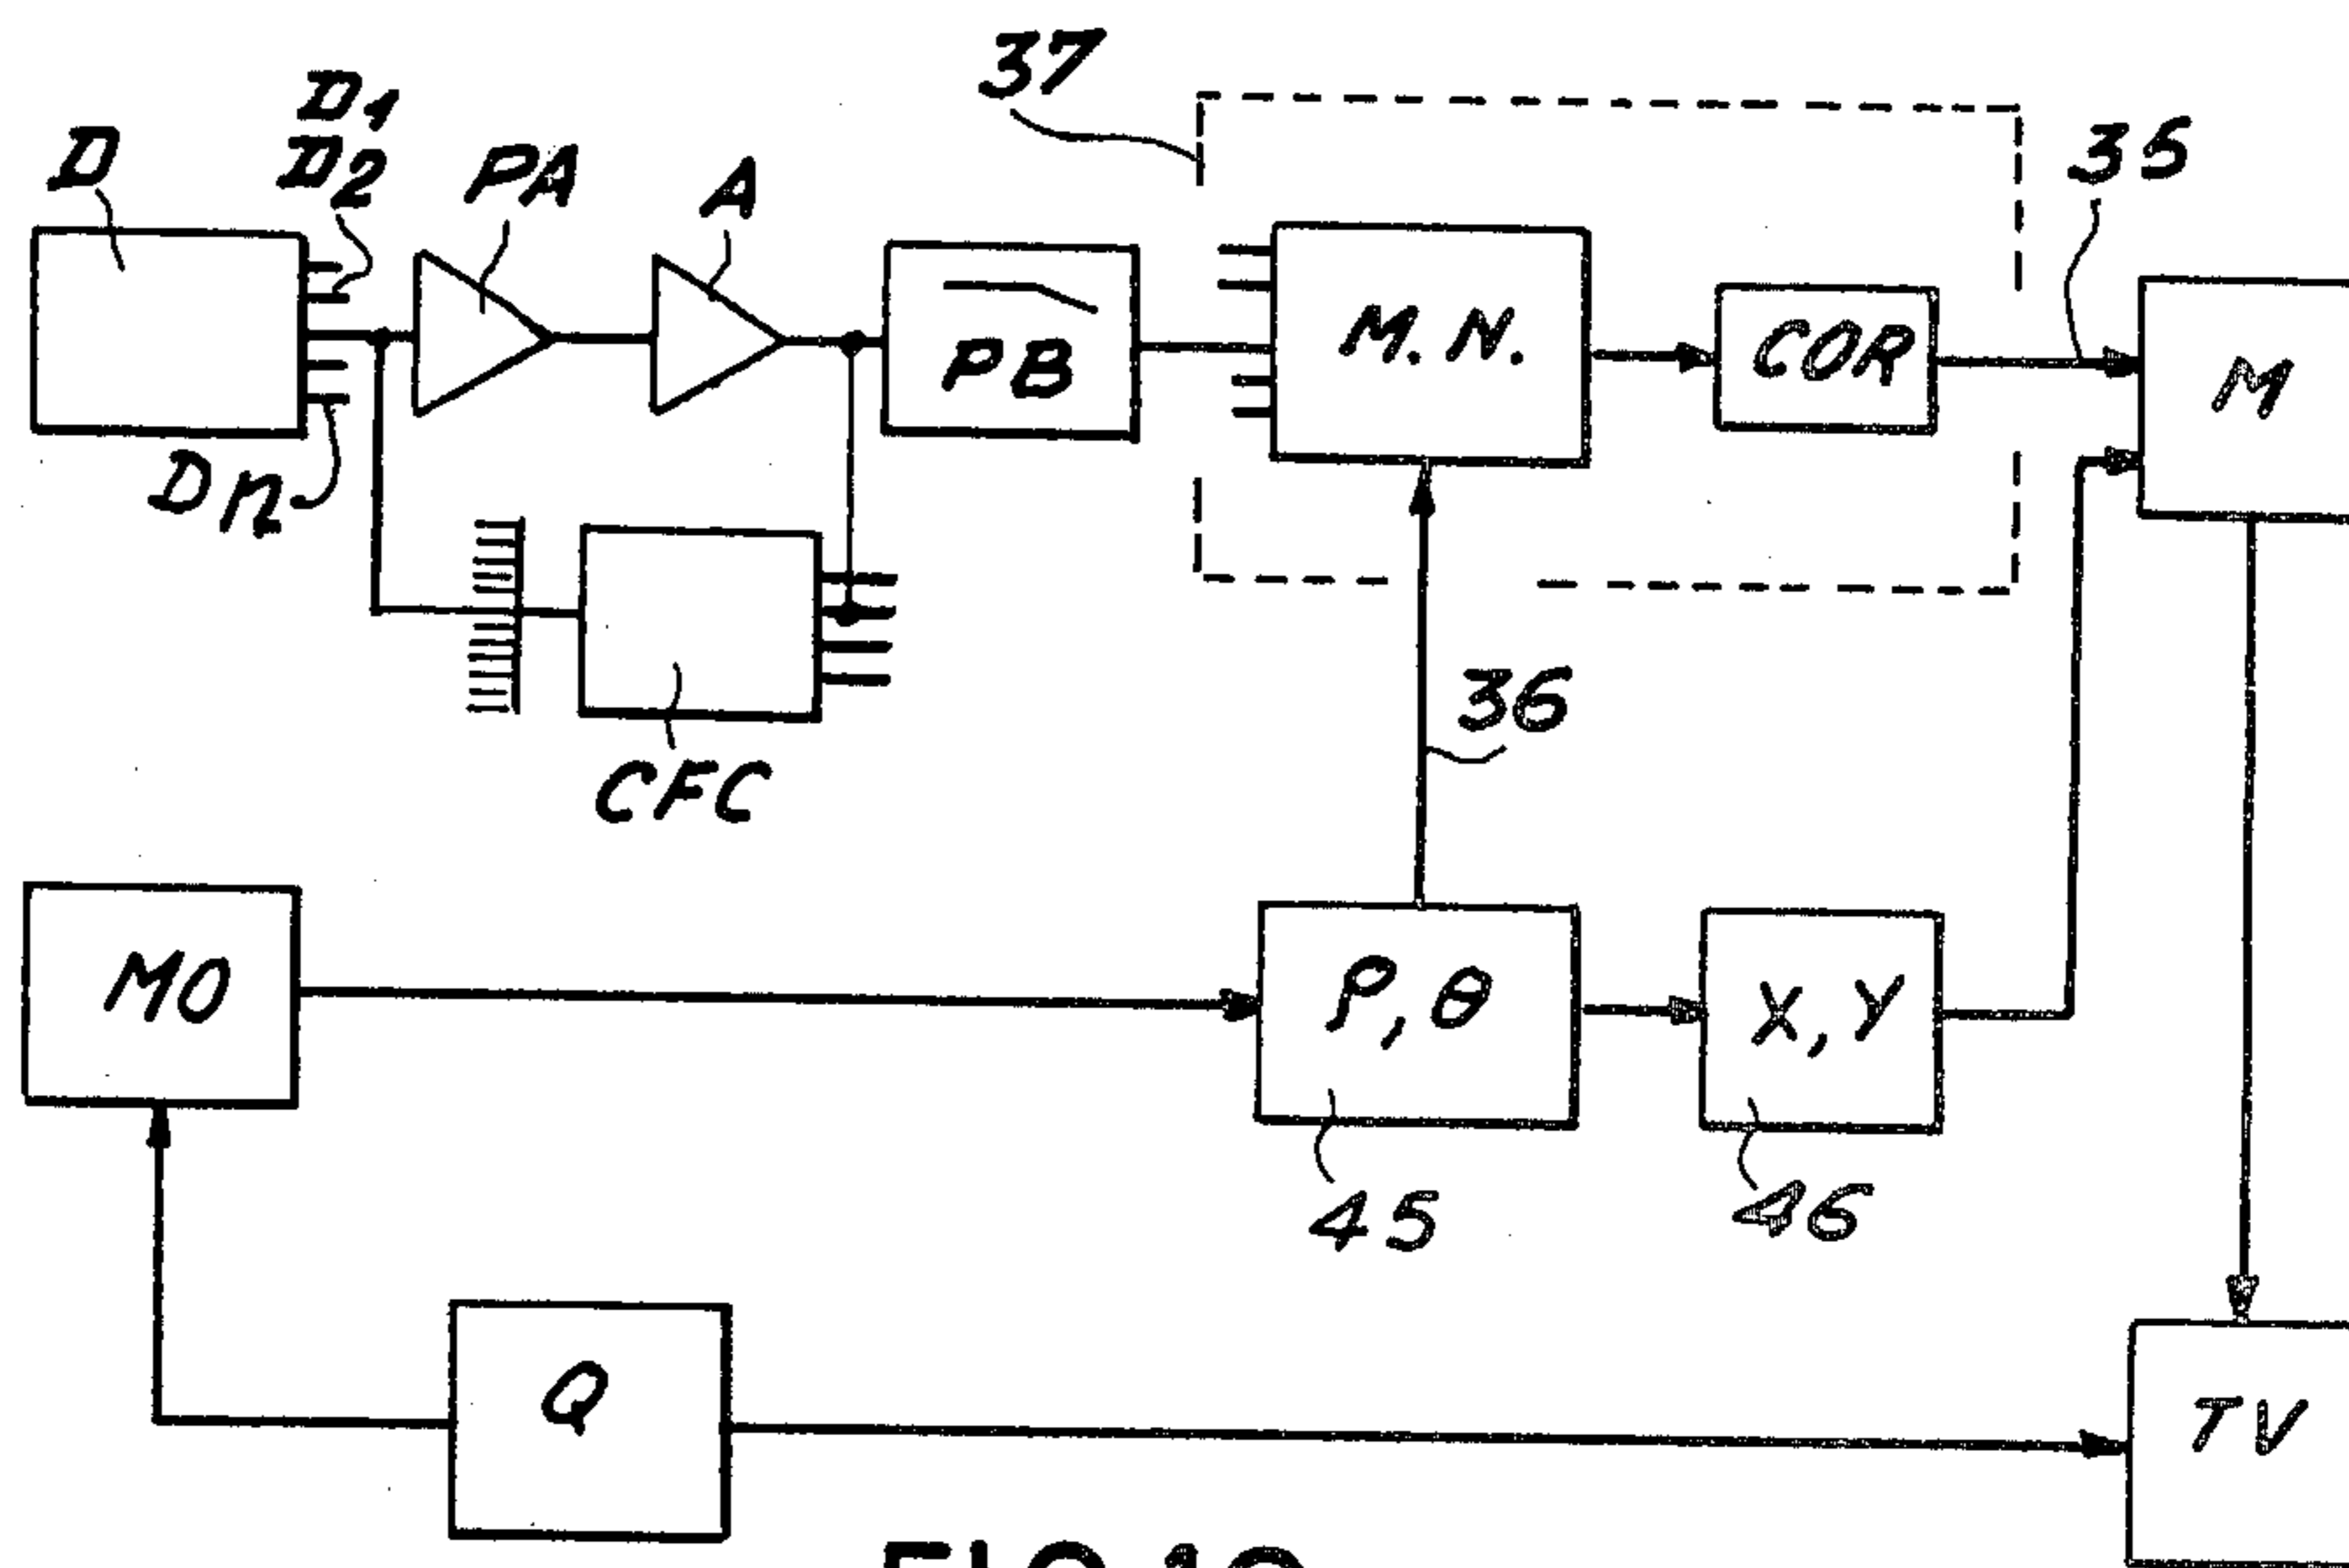 37
D1
D
D2
PA
A
35
PB
M.N.
COR
M
Dn
36
CFC
MO
P, θ
X, Y
45
46
Q
TV